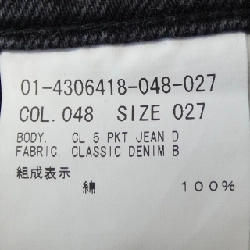 01-4306418-048-027
COL. 048 SIZE 027
BODY. CL 5 PKT JEAN D
FABRIC CLASSIC DENIM B
組成表示
綿 100%